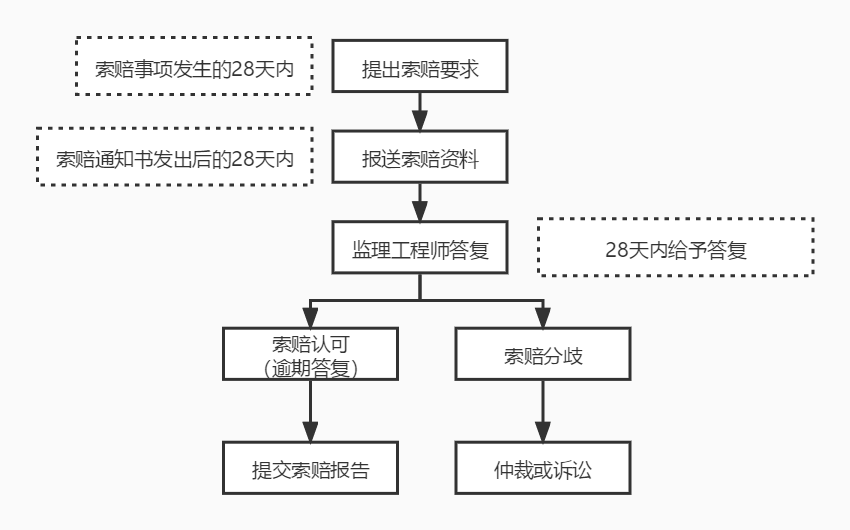 索赔事项发生的28天内
提出索赔要求
索赔通知书发出后的28天内
报送索赔资料
监理工程师答复
28天内给予答复
索赔认可
（逾期答复）
索赔分歧
提交索赔报告
仲裁或诉讼